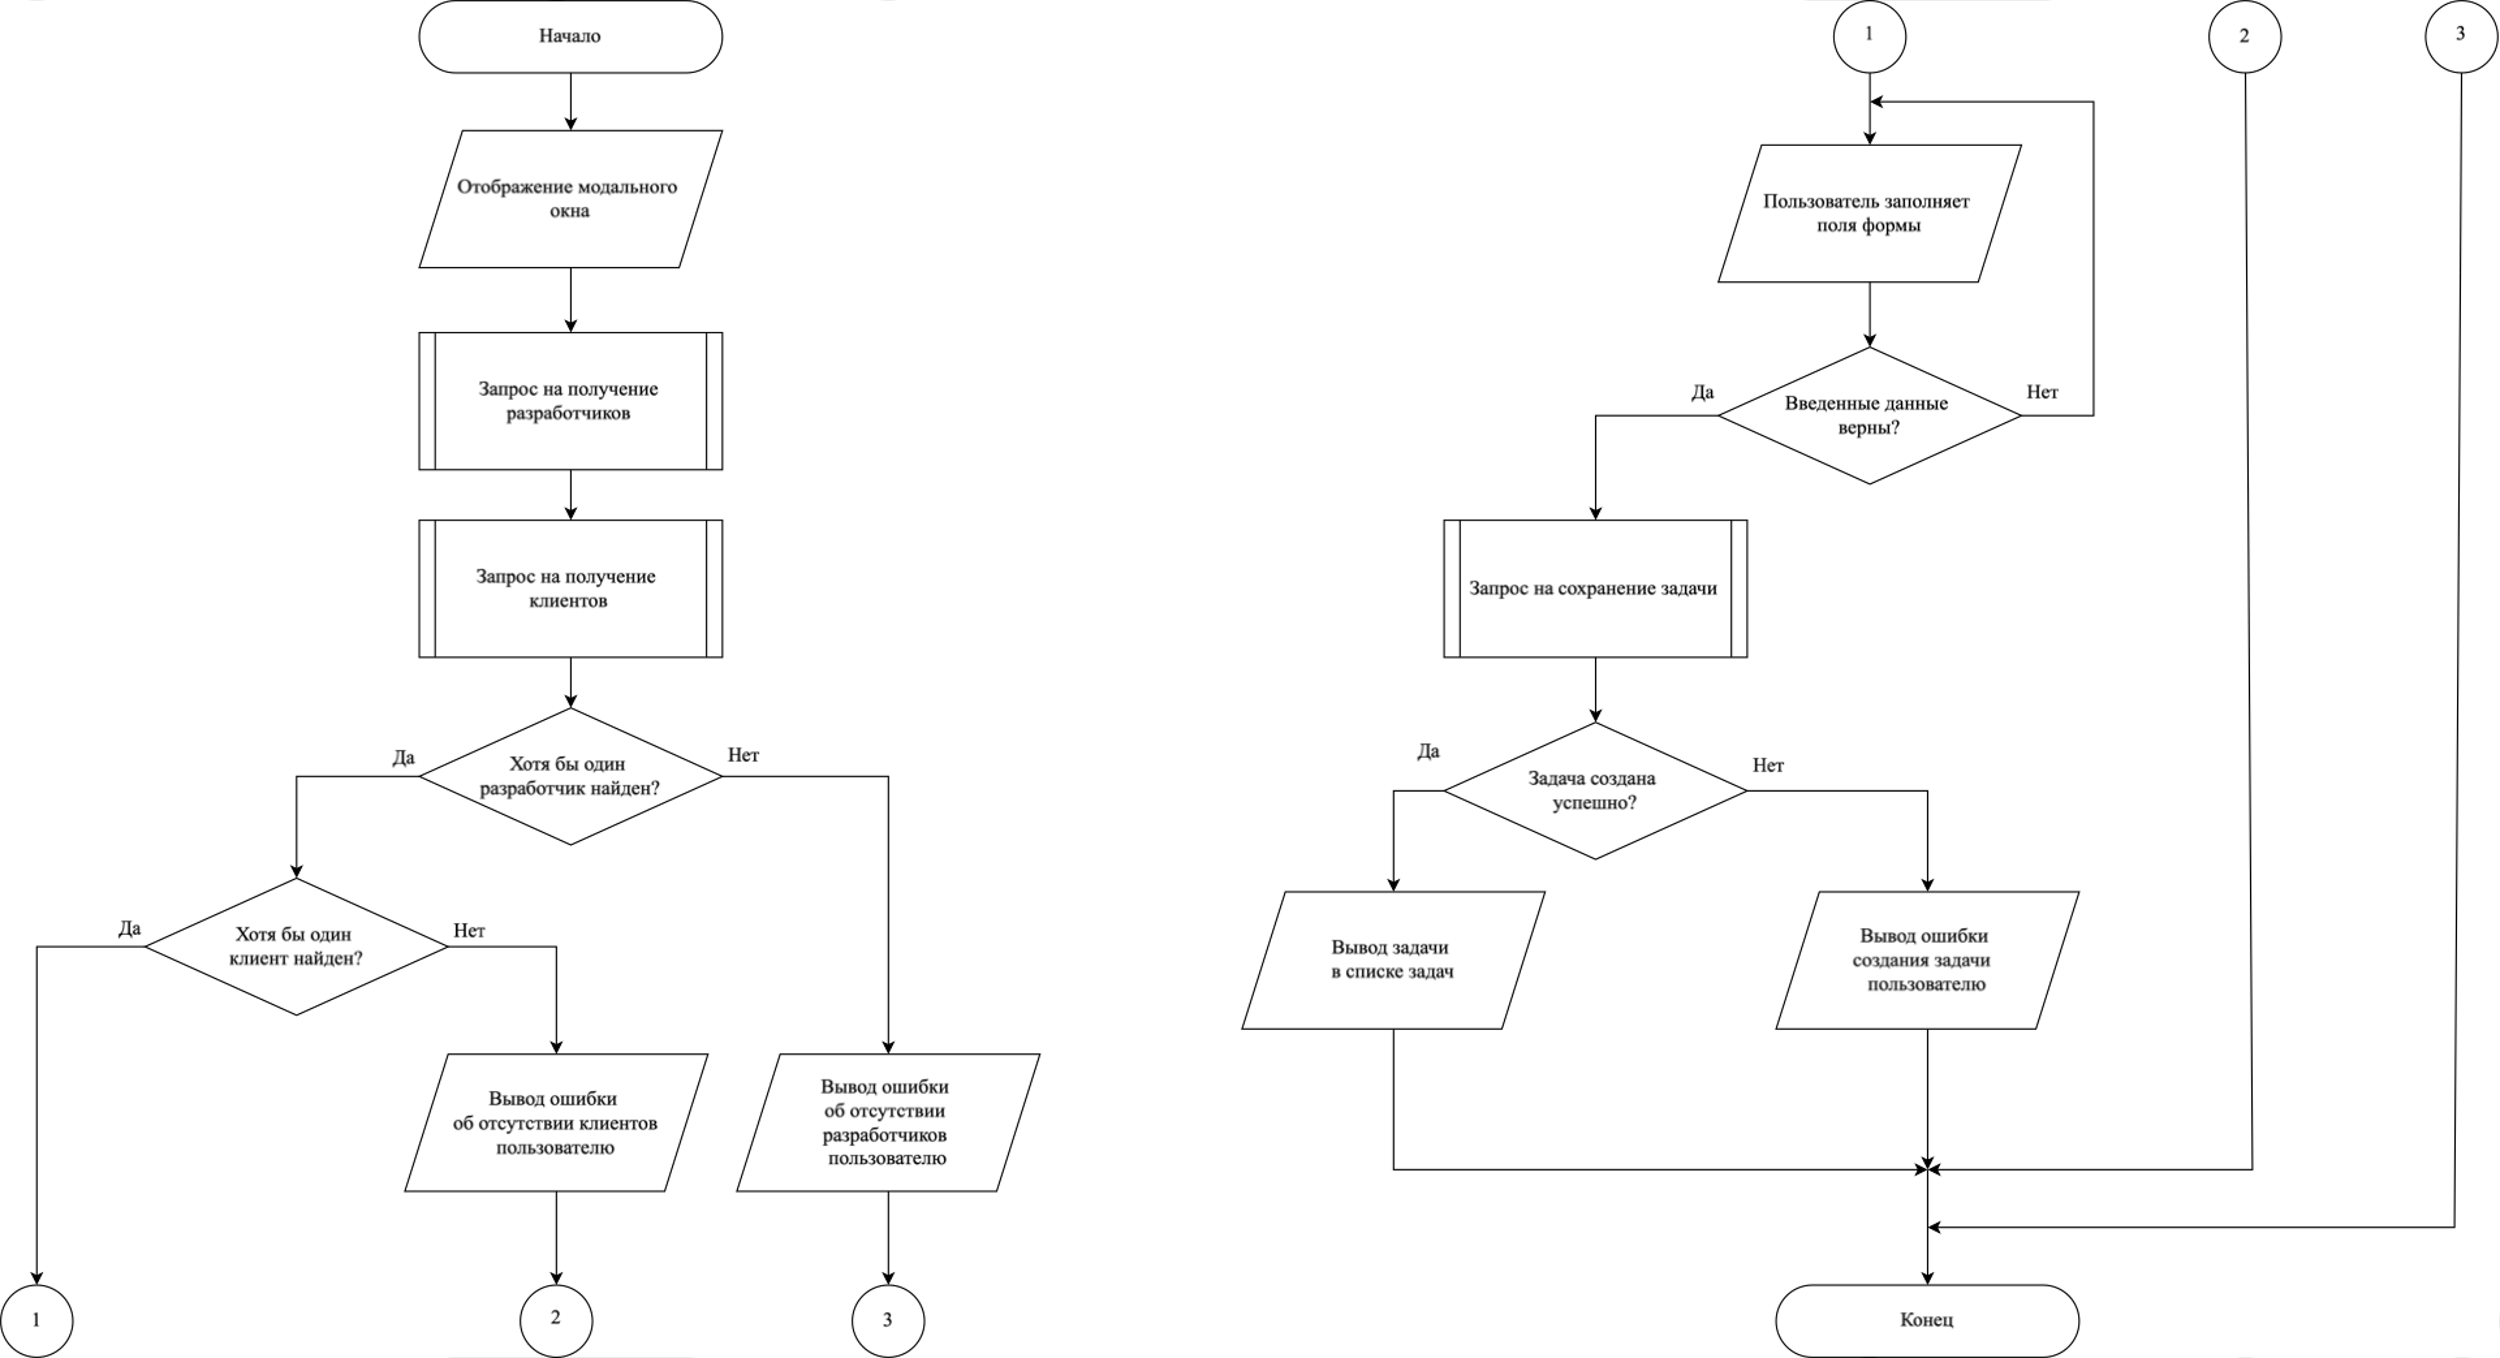 Начало
Отображение модального
окна
Запрос на получение
разработчиков
Запрос на получение
клиентов
Хотя бы один
разработчик найден?
Да
Нет
Хотя бы один
клиент найден?
Да
Нет
Вывод ошибки
об отсутствии клиентов
пользователю
Вывод ошибки
об отсутствии
разработчиков
пользователю
1
2
3
1
2
3
Пользователь заполняет
поля формы
Введенные данные
верны?
Да
Нет
Запрос на сохранение задачи
Задача создана
успешно?
Да
Нет
Вывод задачи
в списке задач
Вывод ошибки
создания задачи
пользователю
Конец